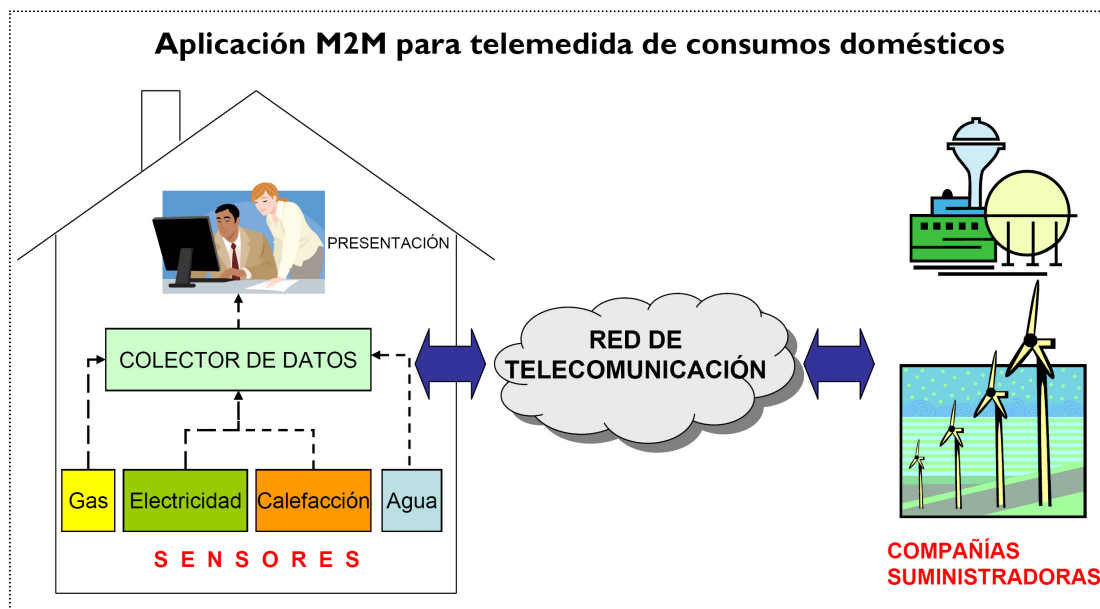 Aplicación M2M para telemedida de consumos domésticos
PRESENTACIÓN
COLECTOR DE DATOS
RED DE
TELECOMUNICACIÓN
Gas
Electricidad
Calefacción
Agua
S E N S O R E S
COMPAÑÍAS
SUMINISTRADORAS